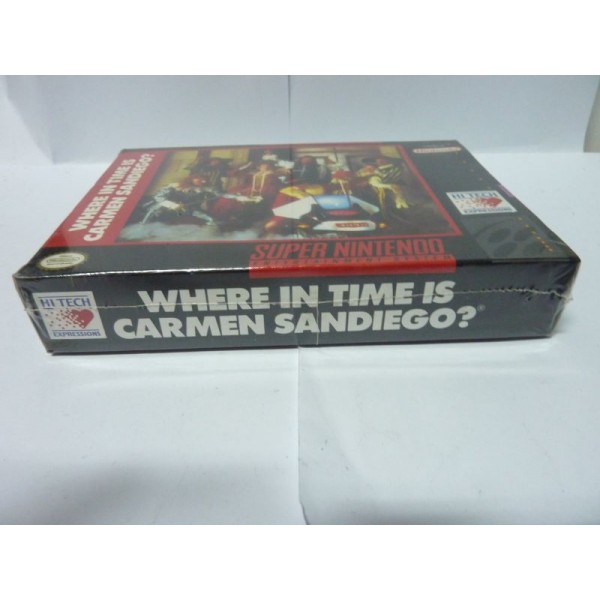 WHERE IN TIME IS
CARMEN SANDIEGO?
HI TECH
EXPRESSIONS
SUPER NINTENDO
HI TECH
EXPRESSIONS
WHERE IN TIME IS
CARMEN SANDIEGO?®